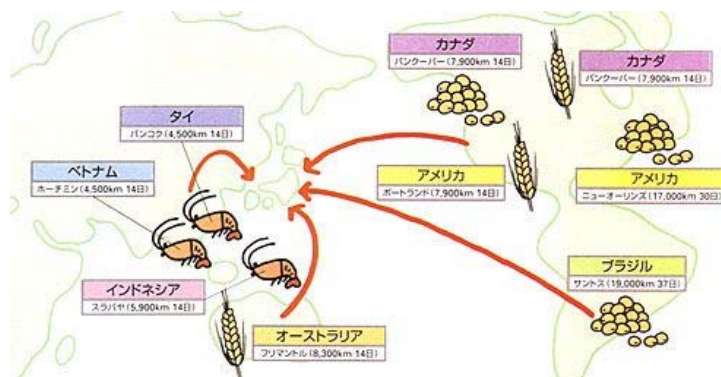 カナダ
バンクーバー(7,900km 14日)
カナダ
バンクーバー(7,900km 14日)
タイ
バンコク(4,500km 14日)
ベトナム
ホーチミン(4,500km 14日)
アメリカ
ポートランド(7,900km 14日)
アメリカ
ニューオーリンズ(17,000km 30日)
インドネシア
スラバヤ(5,900km 14日)
ブラジル
サントス(19,000km 37日)
オーストラリア
フリマントル(8,300km 14日)